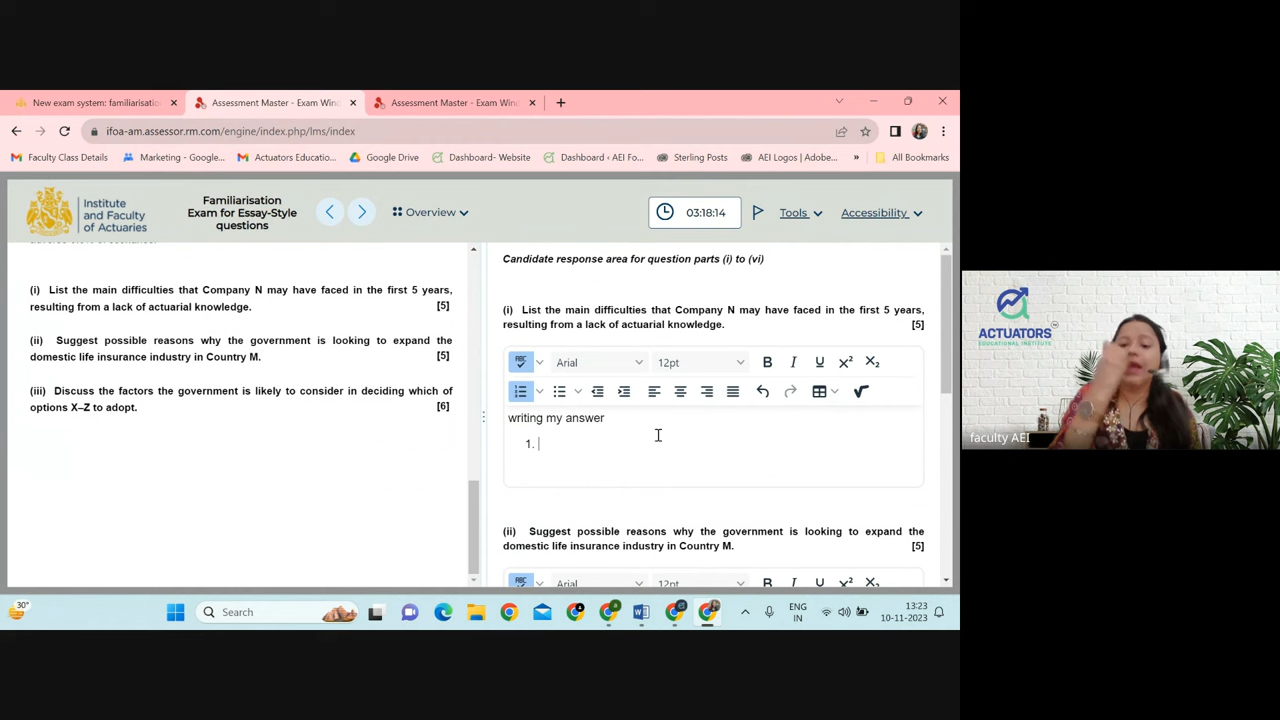 New exam system: familiarisatio
Assessment Master - Exam Win
Assessment Master - Exam Win
ifoa-am.assessor.rm.com/engine/index.php/lms/index
Faculty Class Details
Marketing - Google...
Actuators Educatio...
Google Drive
Dashboard- Website
Dashboard ‹ AEI Fo...
Sterling Posts
AEI Logos | Adobe...
»
All Bookmarks
Institute
and Faculty
of Actuaries
Familiarisation
Exam for Essay-Style
questions
Overview
03:18:14
Tools
Accessibility
(i) List the main difficulties that Company N may have faced in the first 5 years,
resulting from a lack of actuarial knowledge. [5]
(ii) Suggest possible reasons why the government is looking to expand the
domestic life insurance industry in Country M. [5]
(iii) Discuss the factors the government is likely to consider in deciding which of
options X–Z to adopt. [6]
Candidate response area for question parts (i) to (vi)
(i) List the main difficulties that Company N may have faced in the first 5 years,
resulting from a lack of actuarial knowledge. [5]
ABC Arial 12pt B I U X² X₂
writing my answer
1.
(ii) Suggest possible reasons why the government is looking to expand the
domestic life insurance industry in Country M. [5]
ABC Arial 12pt B I U X² X₂
ACTUATORS
EDUCATIONAL INSTITUTE
faculty AEI
30°
Search
ENG
IN
13:23
10-11-2023